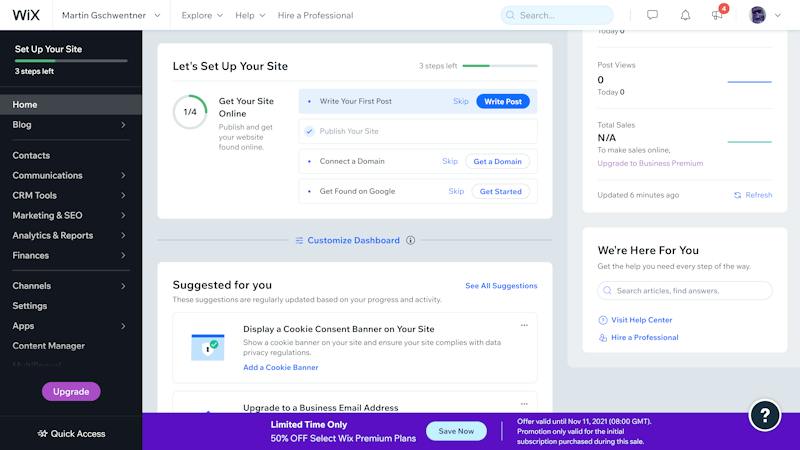 WiX
Martin Gschwentner
Explore
Help
Hire a Professional
Search...
4
Set Up Your Site
3 steps left
Home
Blog
Contacts
Communications
CRM Tools
Marketing & SEO
Analytics & Reports
Finances
Channels
Settings
Apps
Content Manager
Upgrade
Quick Access
Let's Set Up Your Site
3 steps left
1/4
Get Your Site
Online
Publish and get
your website
found online.
Write Your First Post
Skip
Write Post
Publish Your Site
Connect a Domain
Skip
Get a Domain
Get Found on Google
Skip
Get Started
Customize Dashboard
Suggested for you
See All Suggestions
These suggestions are regularly updated based on your progress and activity.
Display a Cookie Consent Banner on Your Site
Show a cookie banner on your site and ensure your site complies with data
privacy regulations.
Add a Cookie Banner
Upgrade to a Business Email Address
Today 0
Post Views
0
Today 0
Total Sales
N/A
To make sales online,
Upgrade to Business Premium
Updated 6 minutes ago
Refresh
We're Here For You
Get the help you need every step of the way.
Search articles, find answers.
Visit Help Center
Hire a Professional
Limited Time Only
50% OFF Select Wix Premium Plans
Save Now
Offer valid until Nov 11, 2021 (08:00 GMT).
Promotion only valid for the initial
subscription purchased during this sale.
?